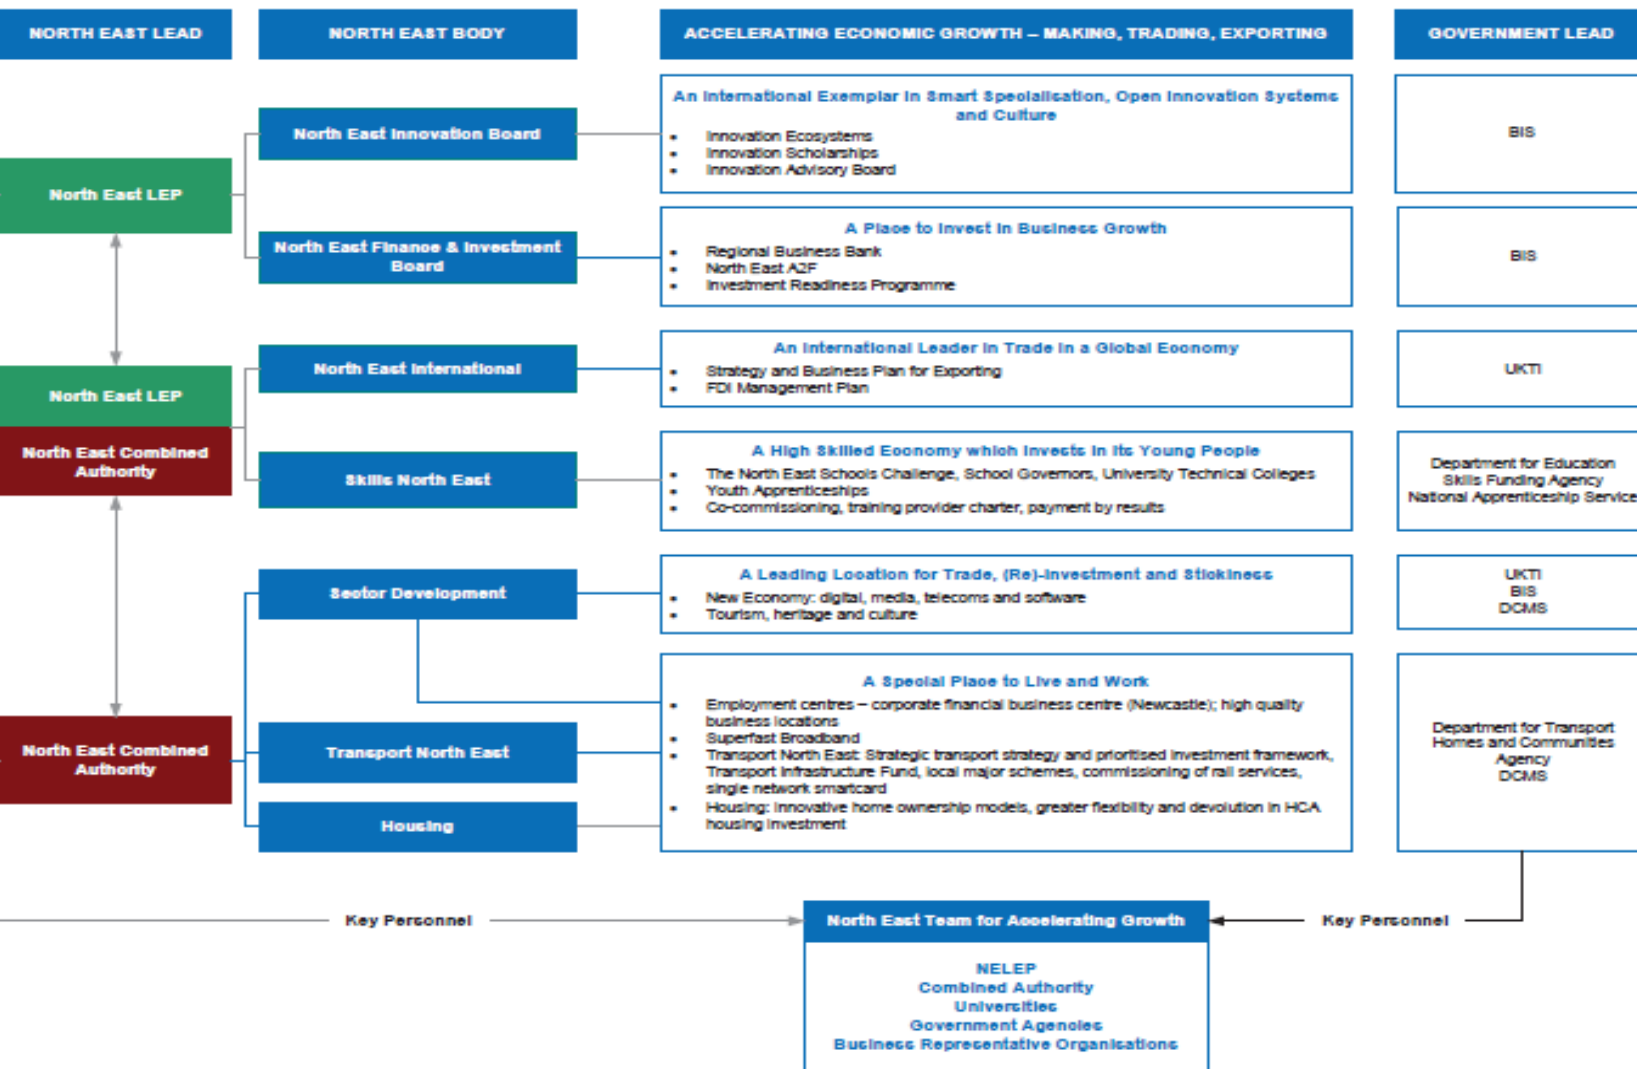 NORTH EAST LEAD
NORTH EAST BODY
ACCELERATING ECONOMIC GROWTH – MAKING, TRADING, EXPORTING
GOVERNMENT LEAD
North East LEP
North East Innovation Board
An International Exemplar in Smart Specialisation, Open Innovation Systems
and Culture
• Innovation Ecosystems
• Innovation Scholarships
• Innovation Advisory Board
BIS
North East Finance & Investment
Board
A Place to Invest in Business Growth
• Regional Business Bank
• North East A2F
• Investment Readiness Programme
BIS
North East LEP
North East Combined
Authority
North East International
An International Leader in Trade in a Global Economy
• Strategy and Business Plan for Exporting
• FDI Management Plan
UKTI
Skills North East
A High Skilled Economy which Invests in its Young People
• The North East Schools Challenge, School Governors, University Technical Colleges
• Youth Apprenticeships
• Co-commissioning, training provider charter, payment by results
Department for Education
Skills Funding Agency
National Apprenticeship Service
North East Combined
Authority
Sector Development
A Leading Location for Trade, (Re)-Investment and Stickiness
• New Economy: digital, media, telecoms and software
• Tourism, heritage and culture
UKTI
BIS
DCMS
Transport North East
Housing
A Special Place to Live and Work
• Employment centres – corporate financial business centre (Newcastle); high quality
business locations
• Superfast Broadband
• Transport North East: Strategic transport strategy and prioritised investment framework,
Transport Infrastructure Fund, local major schemes, commissioning of rail services,
single network smartcard
• Housing: Innovative home ownership models, greater flexibility and devolution in HCA
housing investment
Department for Transport
Homes and Communities
Agency
DCMS
Key Personnel
North East Team for Accelerating Growth
Key Personnel
NELEP
Combined Authority
Universities
Government Agencies
Business Representative Organisations